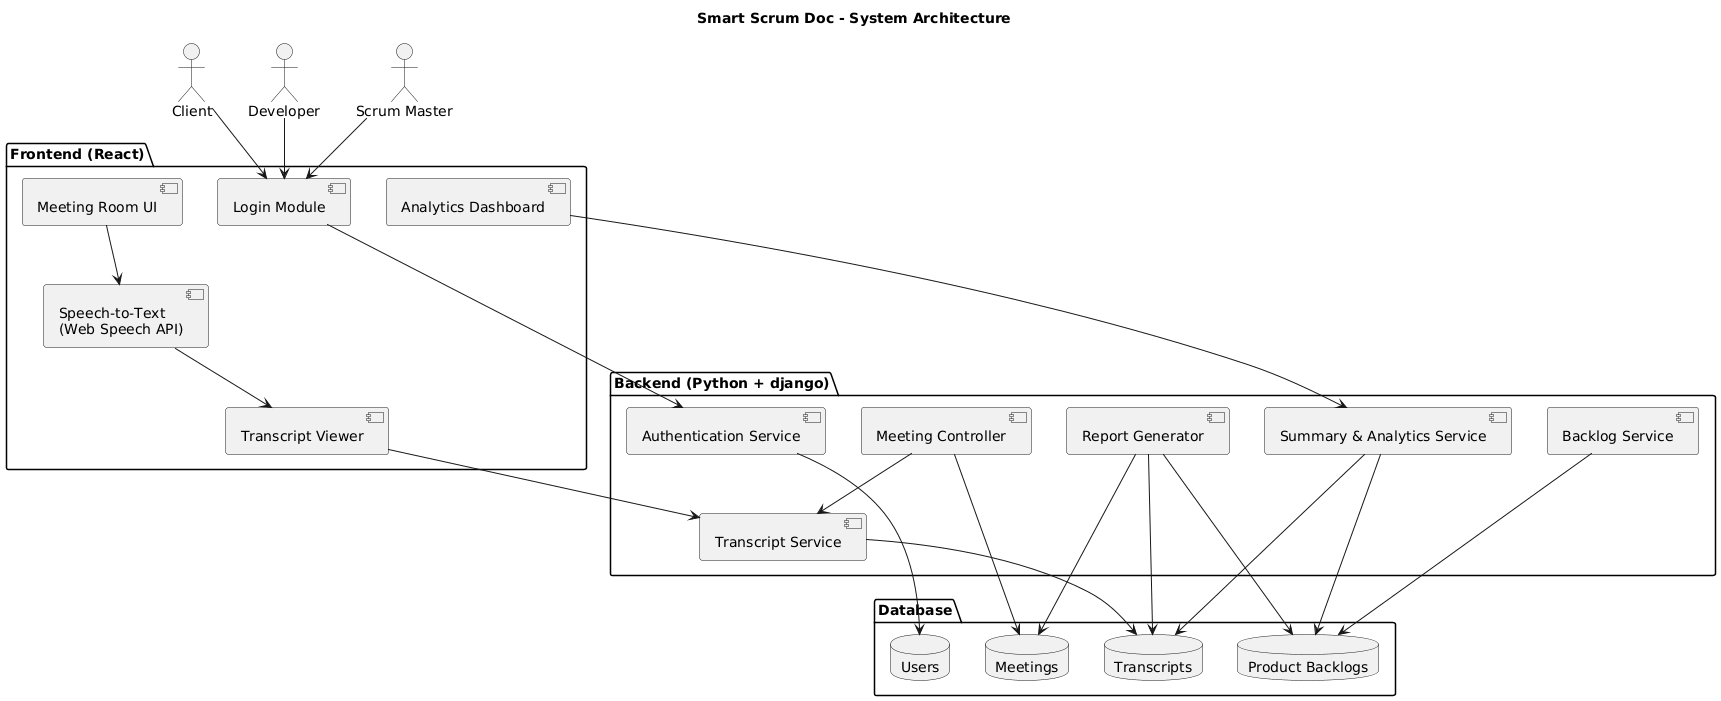 Smart Scrum Doc - System Architecture
Client
Developer
Scrum Master
Frontend (React)
Meeting Room UI
Login Module
Analytics Dashboard
Speech-to-Text
(Web Speech API)
Transcript Viewer
Backend (Python + django)
Authentication Service
Meeting Controller
Report Generator
Summary & Analytics Service
Backlog Service
Transcript Service
Database
Users
Meetings
Transcripts
Product Backlogs